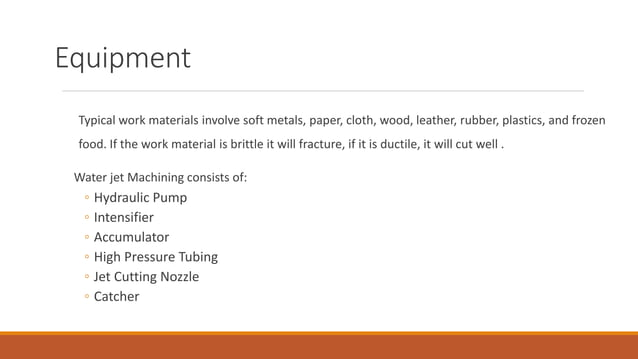 Equipment
Typical work materials involve soft metals, paper, cloth, wood, leather, rubber, plastics, and frozen
food. If the work material is brittle it will fracture, if it is ductile, it will cut well .
Water jet Machining consists of:
◦ Hydraulic Pump
◦ Intensifier
◦ Accumulator
◦ High Pressure Tubing
◦ Jet Cutting Nozzle
◦ Catcher